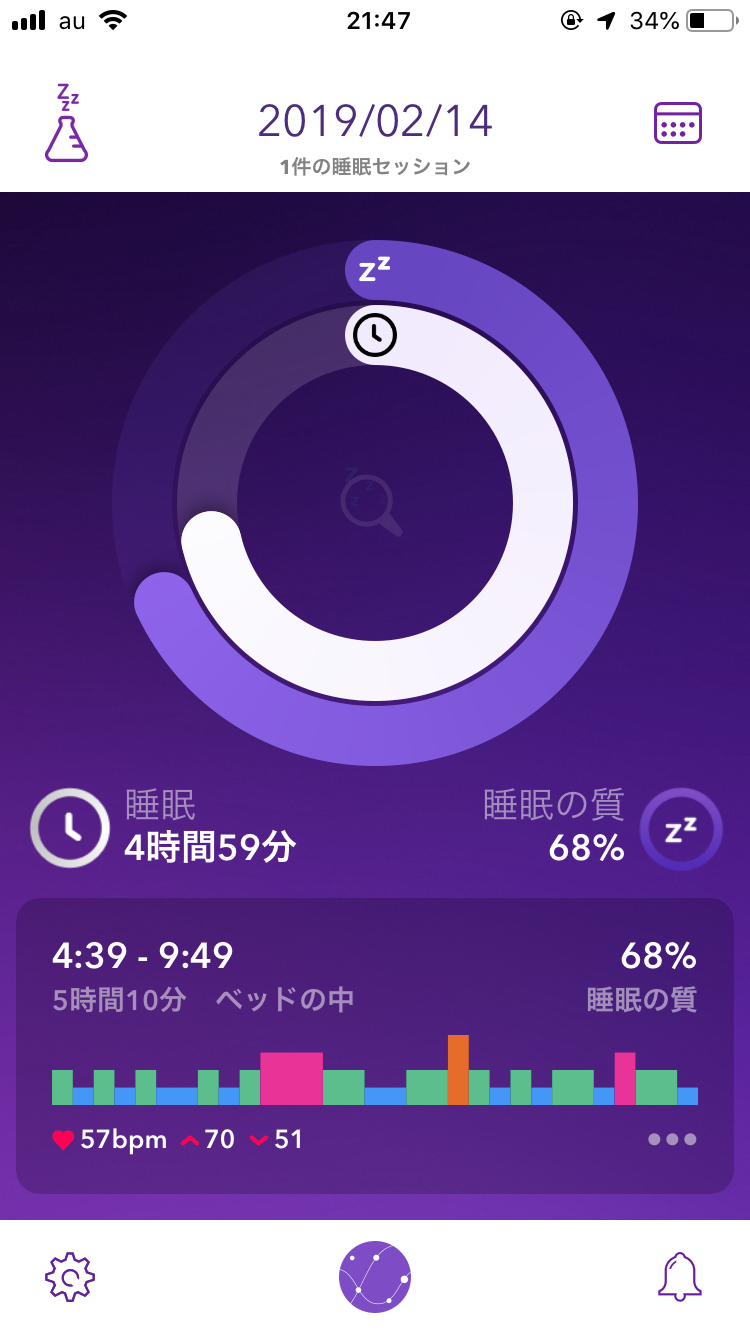 au 21:47 34%
zzz
2019/02/14
1件の睡眠セッション
zz
睡眠
4時間59分
睡眠の質
68%
zz
4:39 - 9:49
68%
5時間10分 ベッドの中
睡眠の質
57bpm 70 51